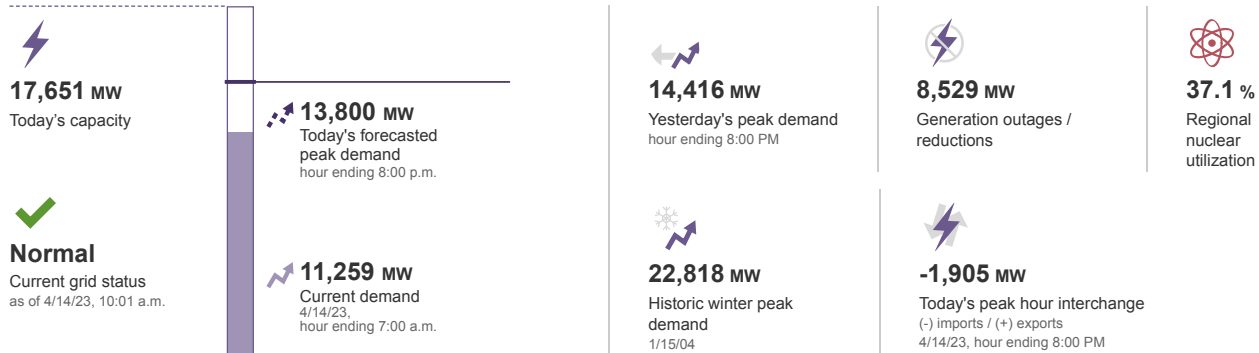 17,651 MW
Today's capacity
Normal
Current grid status
as of 4/14/23, 10:01 a.m.
13,800 MW
Today's forecasted
peak demand
hour ending 8:00 p.m.
11,259 MW
Current demand
4/14/23,
hour ending 7:00 a.m.
14,416 MW
Yesterday's peak demand
hour ending 8:00 PM
8,529 MW
Generation outages /
reductions
37.1 %
Regional
nuclear
utilization
22,818 MW
Historic winter peak
demand
1/15/04
-1,905 MW
Today's peak hour interchange
(-) imports / (+) exports
4/14/23, hour ending 8:00 PM